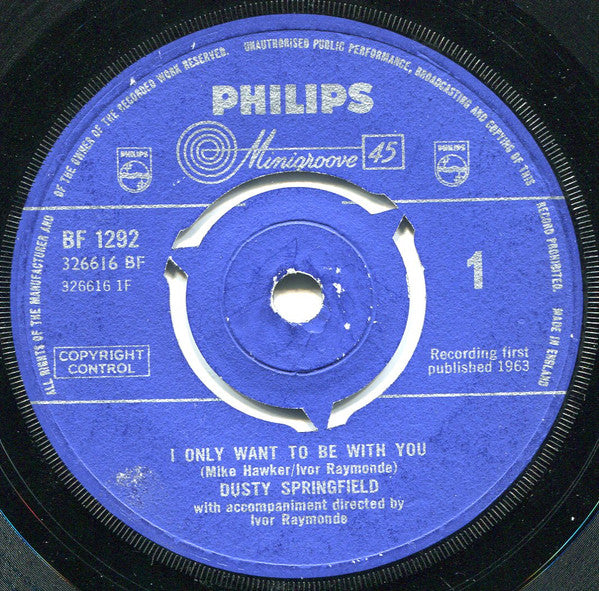 ALL RIGHTS OF THE MANUFACTURER AND OF THE OWNER OF THE RECORDED WORK RESERVED. UNAUTHORISED PUBLIC PERFORMANCE, BROADCASTING AND COPYING OF THIS RECORD PROHIBITED. MADE IN ENGLAND
PHILIPS
Minigroove 45
PHILIPS
PHILIPS
BF 1292
326616 BF
326616 1F
1
COPYRIGHT
CONTROL
Recording first
published 1963
I ONLY WANT TO BE WITH YOU
(Mike Hawker/Ivor Raymonde)
DUSTY SPRINGFIELD
with accompaniment directed by
Ivor Raymonde